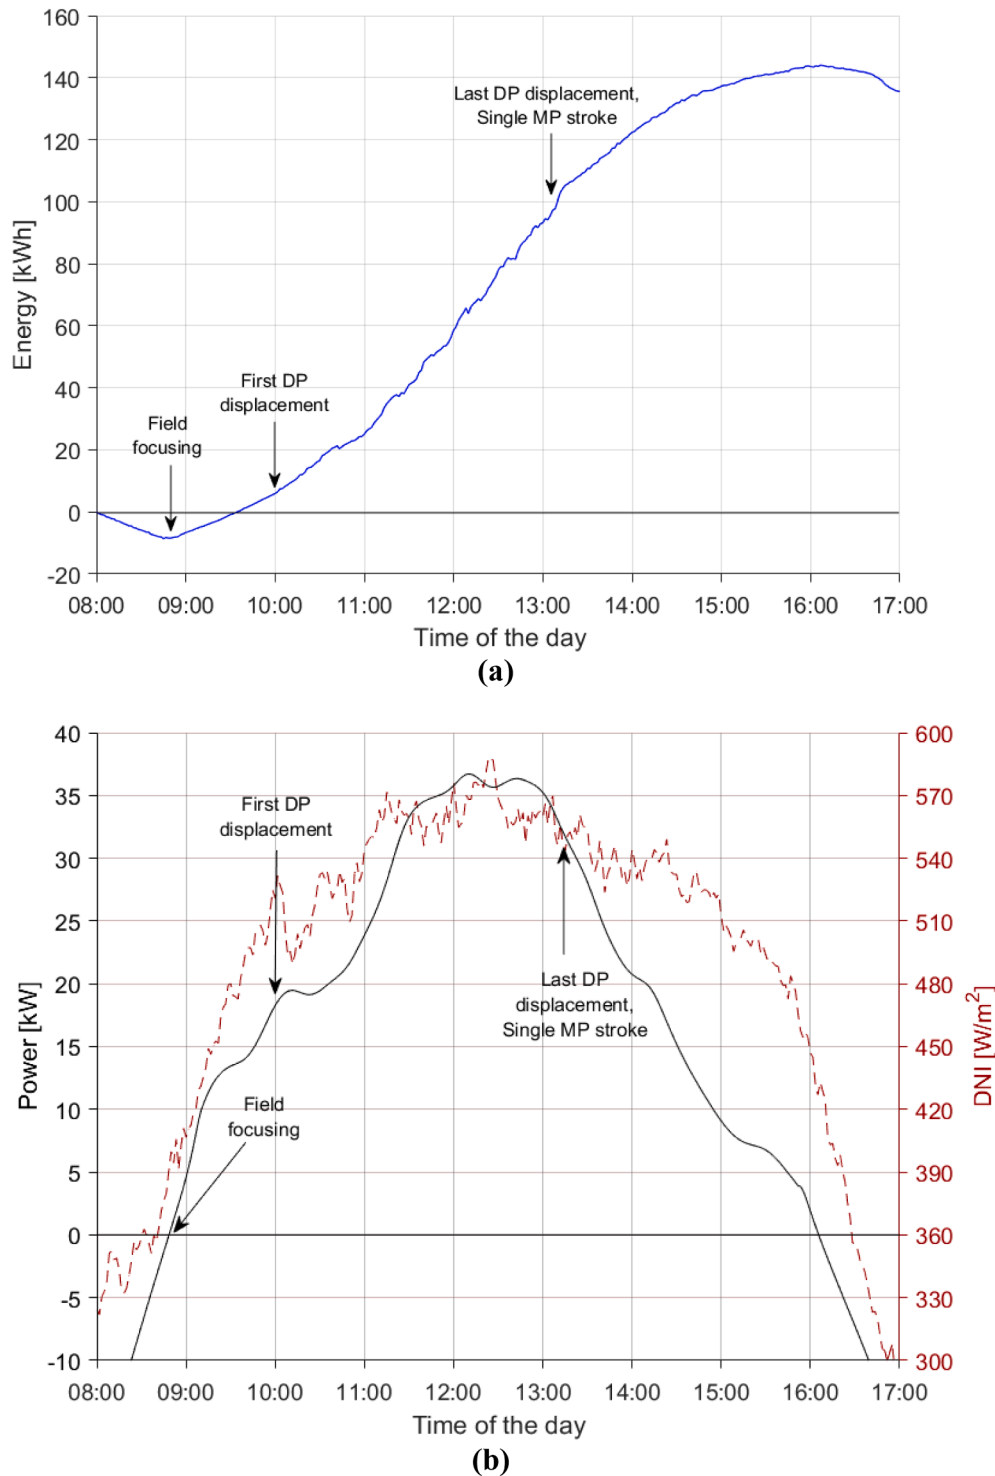 160
140
120
100
80
60
40
20
0
-20
Energy [kWh]
Last DP displacement,
Single MP stroke
First DP
displacement
Field
focusing
08:00 09:00 10:00 11:00 12:00 13:00 14:00 15:00 16:00 17:00
Time of the day
(a)
40
35
30
25
20
15
10
5
0
-5
-10
Power [kW]
First DP
displacement
Last DP
displacement,
Single MP stroke
Field
focusing
600
570
540
510
480
450
420
390
360
330
300
DNI [W/m²]
08:00 09:00 10:00 11:00 12:00 13:00 14:00 15:00 16:00 17:00
Time of the day
(b)